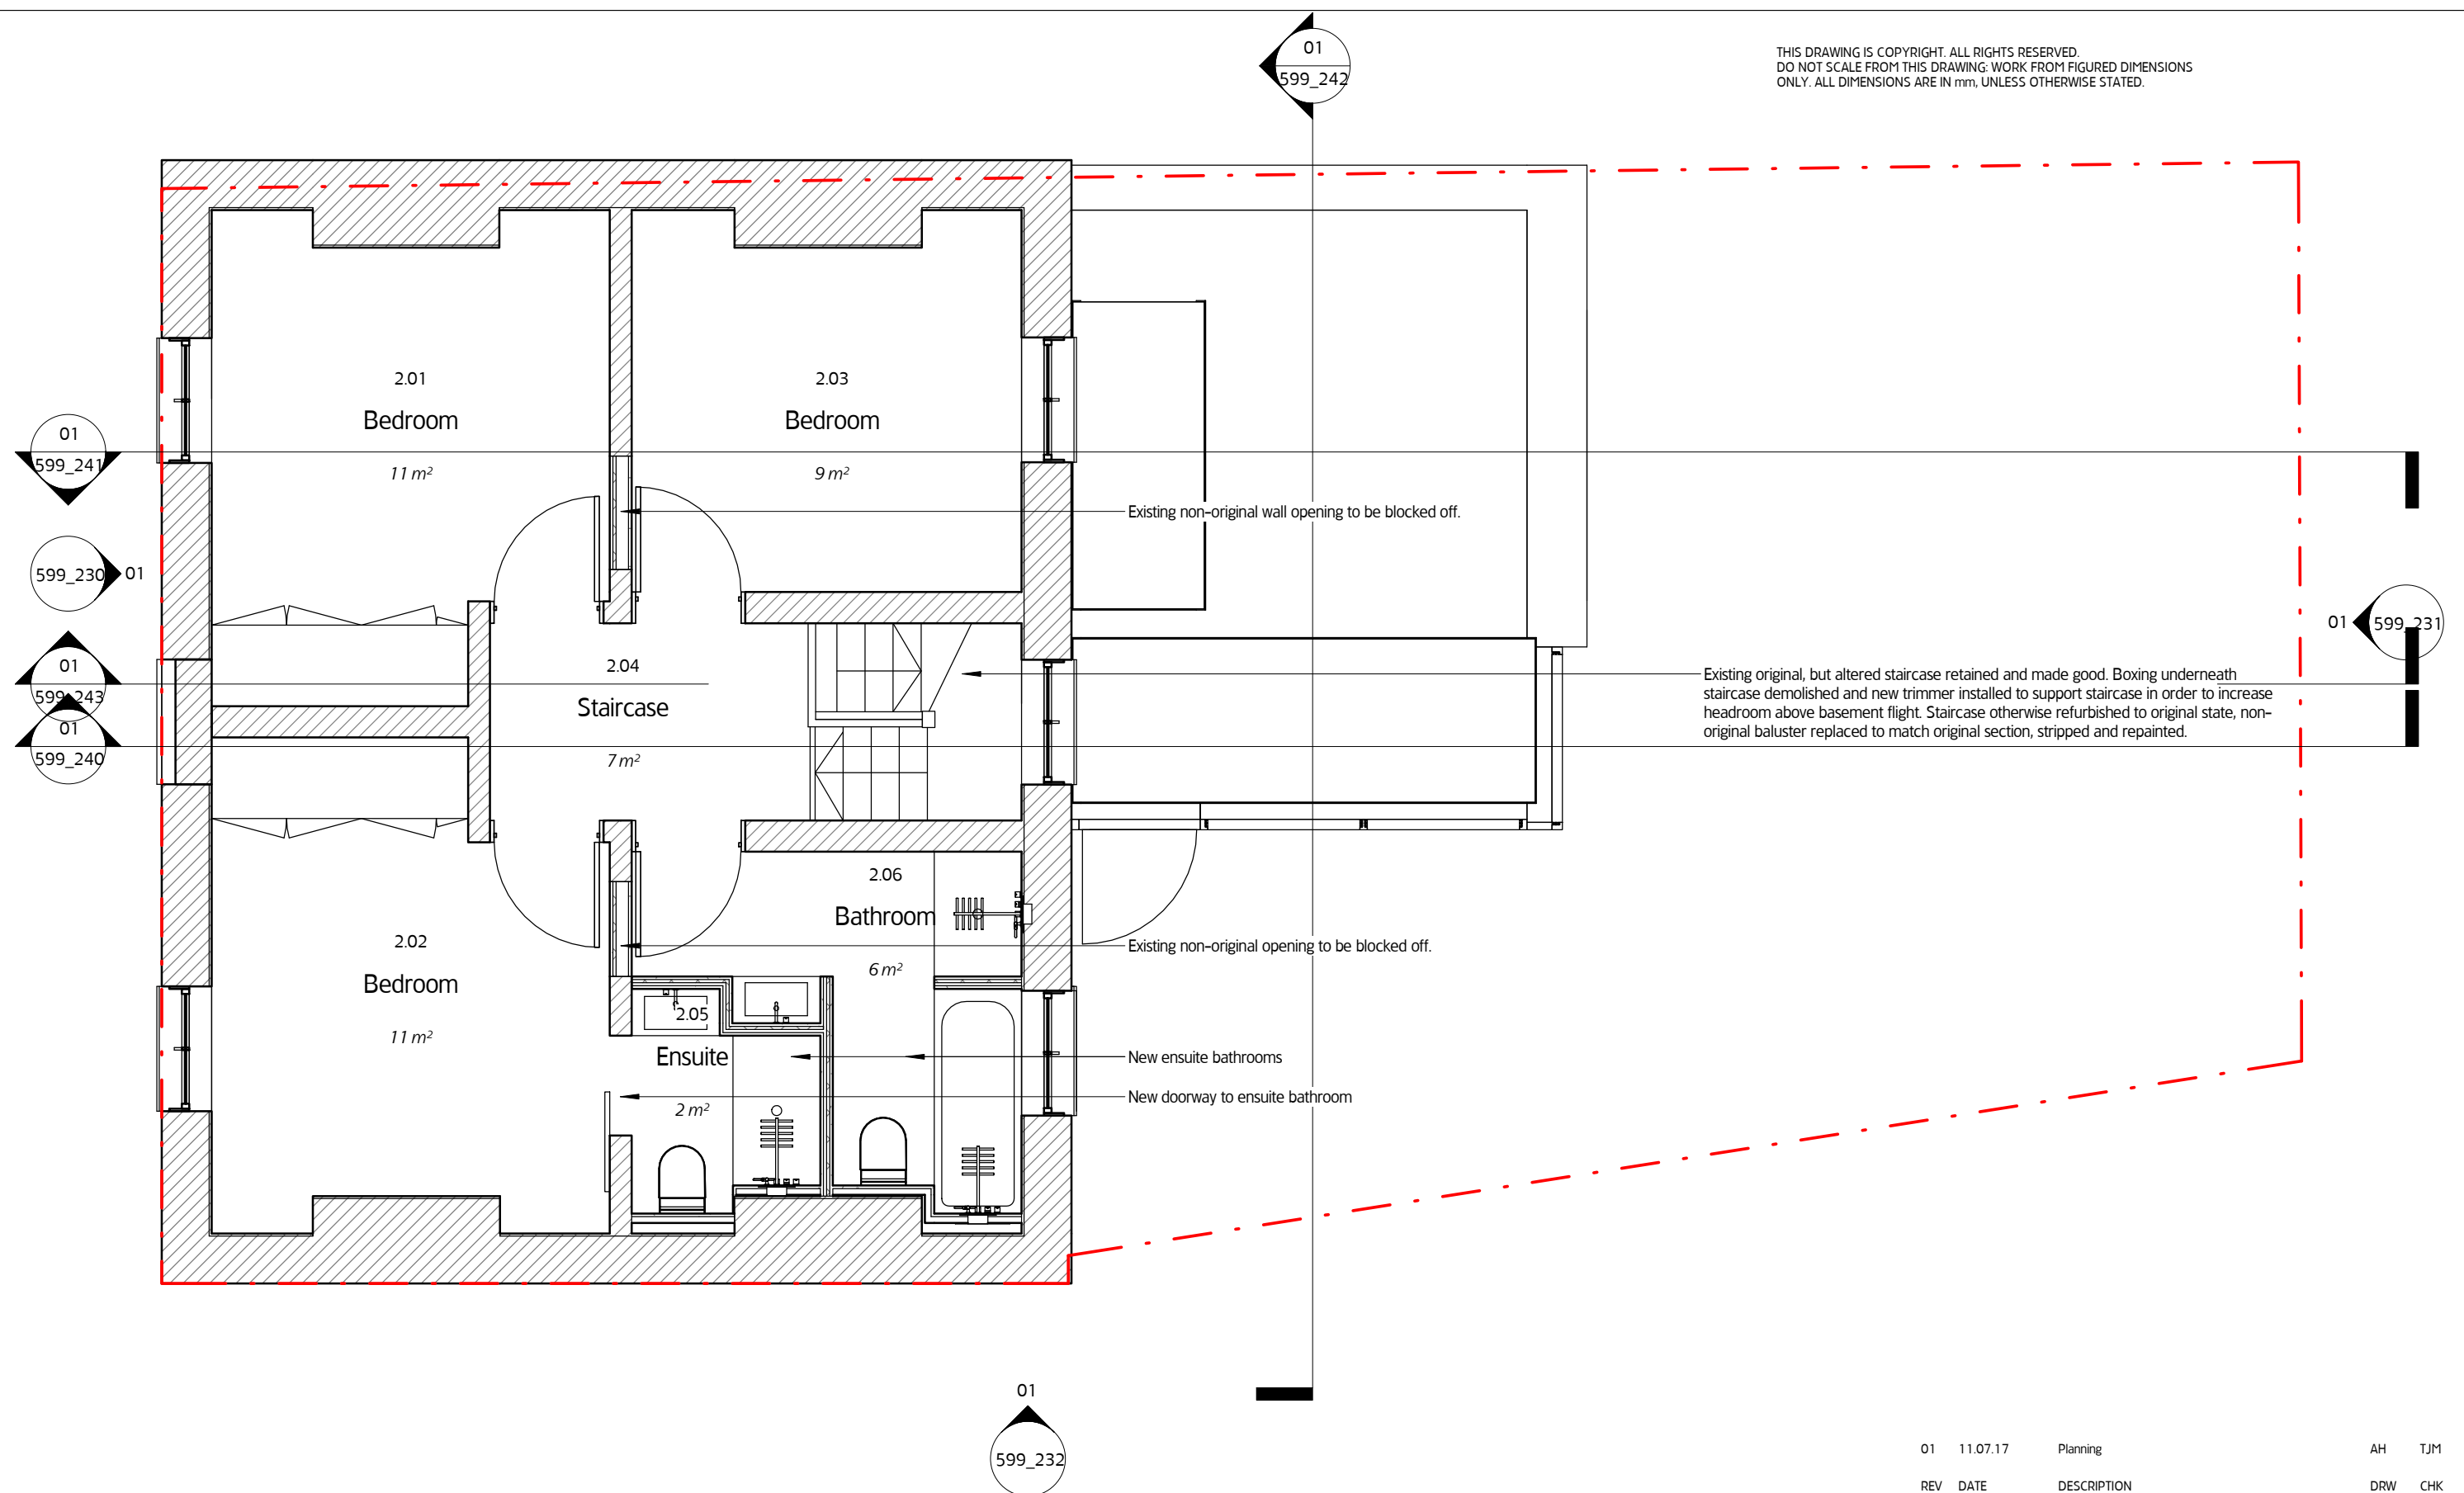 01
599_242
THIS DRAWING IS COPYRIGHT. ALL RIGHTS RESERVED.
DO NOT SCALE FROM THIS DRAWING: WORK FROM FIGURED DIMENSIONS
ONLY. ALL DIMENSIONS ARE IN mm, UNLESS OTHERWISE STATED.
2.01
Bedroom
11 m²
2.03
Bedroom
9 m²
01
599_241
Existing non-original wall opening to be blocked off.
599_230
01
01
599_231
01
599_243
2.04
Staircase
7 m²
Existing original, but altered staircase retained and made good. Boxing underneath
staircase demolished and new trimmer installed to support staircase in order to increase
headroom above basement flight. Staircase otherwise refurbished to original state, non-
original baluster replaced to match original section, stripped and repainted.
01
599_240
2.06
Bathroom
6 m²
2.02
Bedroom
11 m²
Existing non-original opening to be blocked off.
2.05
Ensuite
2 m²
New ensuite bathrooms
New doorway to ensuite bathroom
01
599_232
01 11.07.17 Planning AH TJM
REV DATE DESCRIPTION DRW CHK